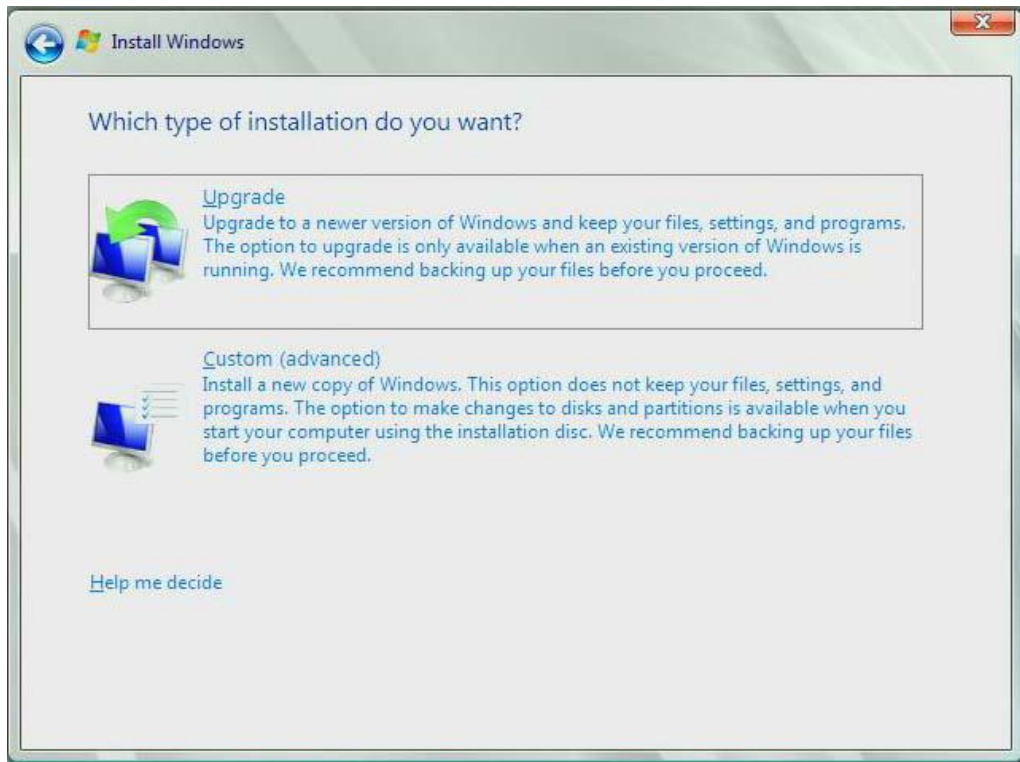 Install Windows
Which type of installation do you want?
Upgrade
Upgrade to a newer version of Windows and keep your files, settings, and programs.
The option to upgrade is only available when an existing version of Windows is
running. We recommend backing up your files before you proceed.
Custom (advanced)
Install a new copy of Windows. This option does not keep your files, settings, and
programs. The option to make changes to disks and partitions is available when you
start your computer using the installation disc. We recommend backing up your files
before you proceed.
Help me decide